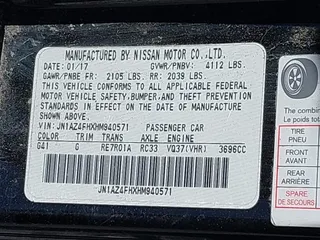 MANUFACTURED BY NISSAN MOTOR CO.,LTD.
DATE: 01/17 GVWR/PNBV: 4112 LBS.
GAWR/PNBE FR: 2105 LBS. RR: 2039 LBS.
THIS VEHICLE CONFORMS TO ALL APPLICABLE FEDERAL
MOTOR VEHICLE SAFETY,BUMPER,AND THEFT PREVENTION
STANDARDS IN EFFECT ON THE DATE OF MANUFACTURE
SHOWN ABOVE.
VIN: JN1AZ4FHXHM940571 PASSENGER CAR
COLOR TRIM TRANS AXLE ENGINE
G41 G RE7R01A RC33 VQ37(VHR) 3696CC
JN1AZ4FHXHM940571
The com
TIRE
PNEU
FRONT
AVANT
REAR
ARRIÈRE
SPARE
DE SECOURS